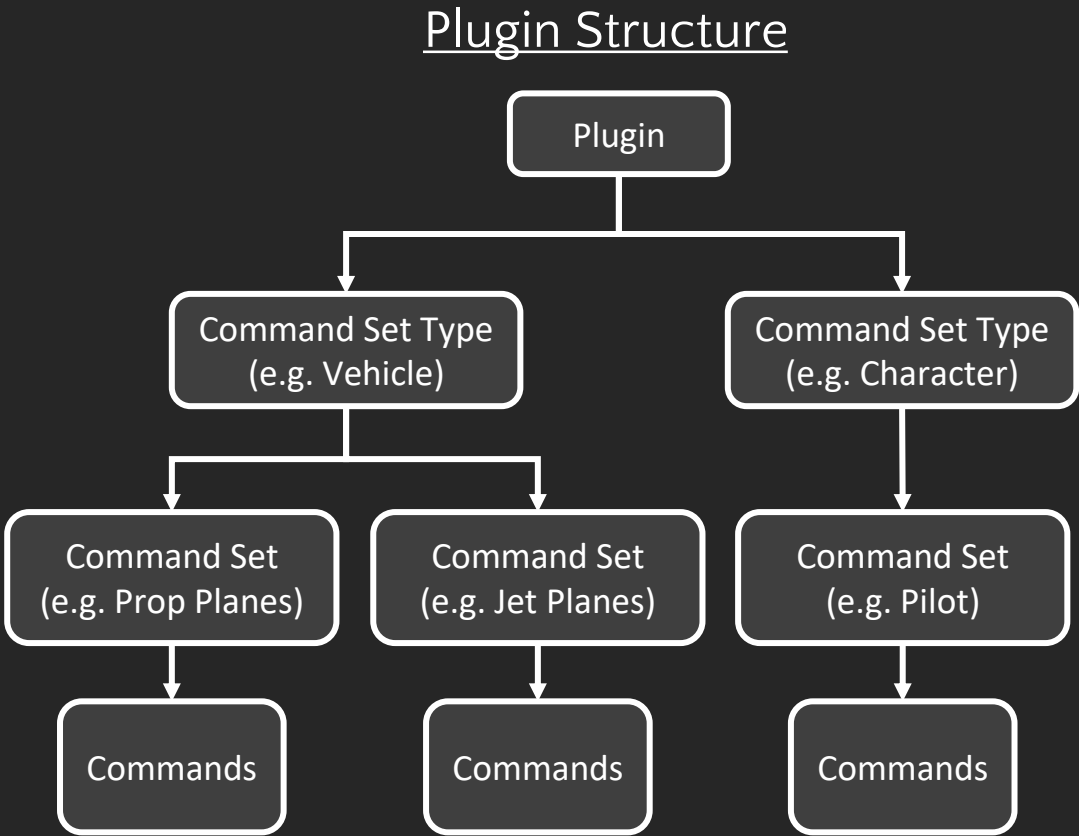 Plugin Structure
Plugin
Command Set Type
(e.g. Vehicle)
Command Set Type
(e.g. Character)
Command Set
(e.g. Prop Planes)
Command Set
(e.g. Jet Planes)
Command Set
(e.g. Pilot)
Commands
Commands
Commands